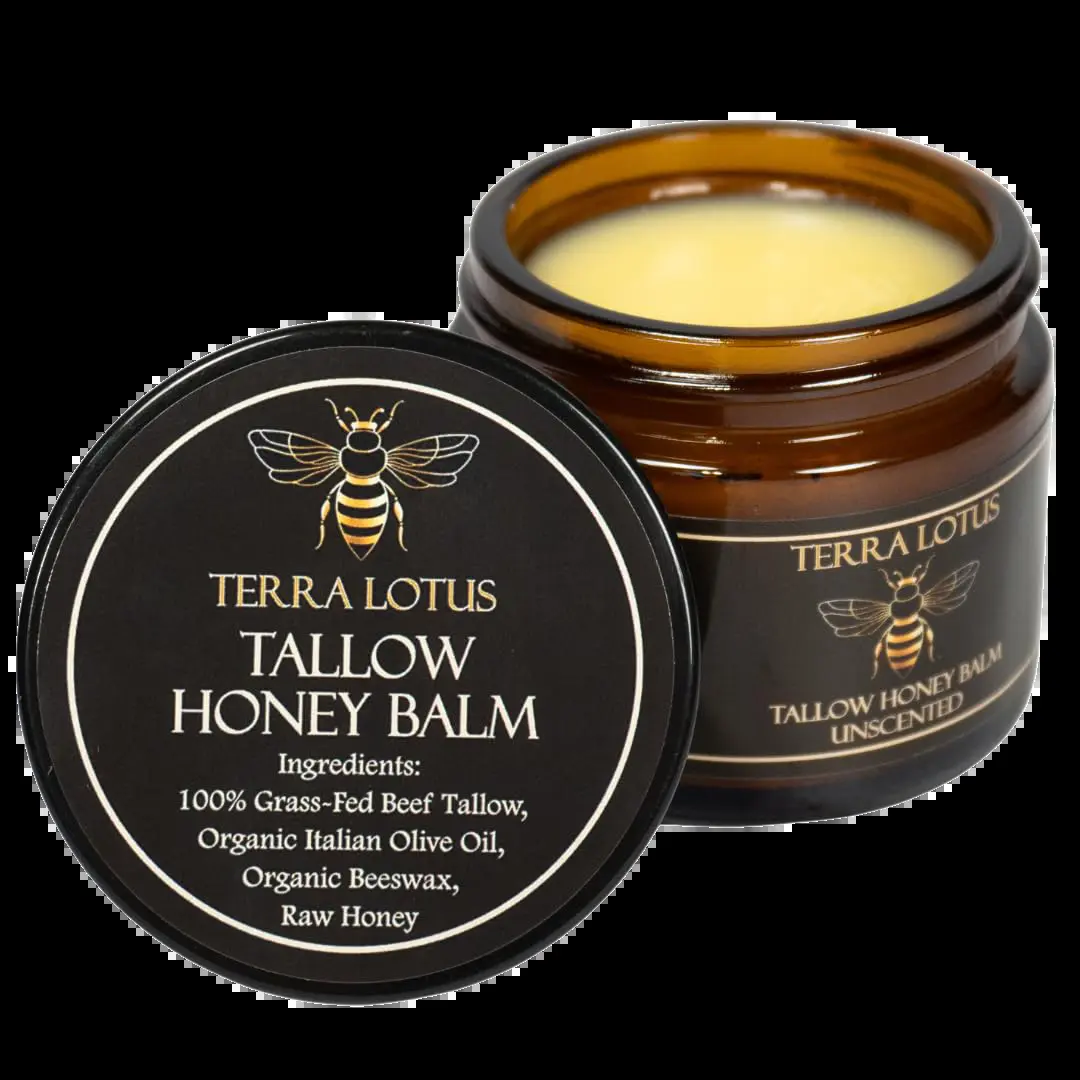 TERRA LOTUS
TALLOW
HONEY BALM
Ingredients:
100% Grass-Fed Beef Tallow,
Organic Italian Olive Oil,
Organic Beeswax,
Raw Honey
TERRA LOTUS
TALLOW HONEY BALM
UNSCENTED